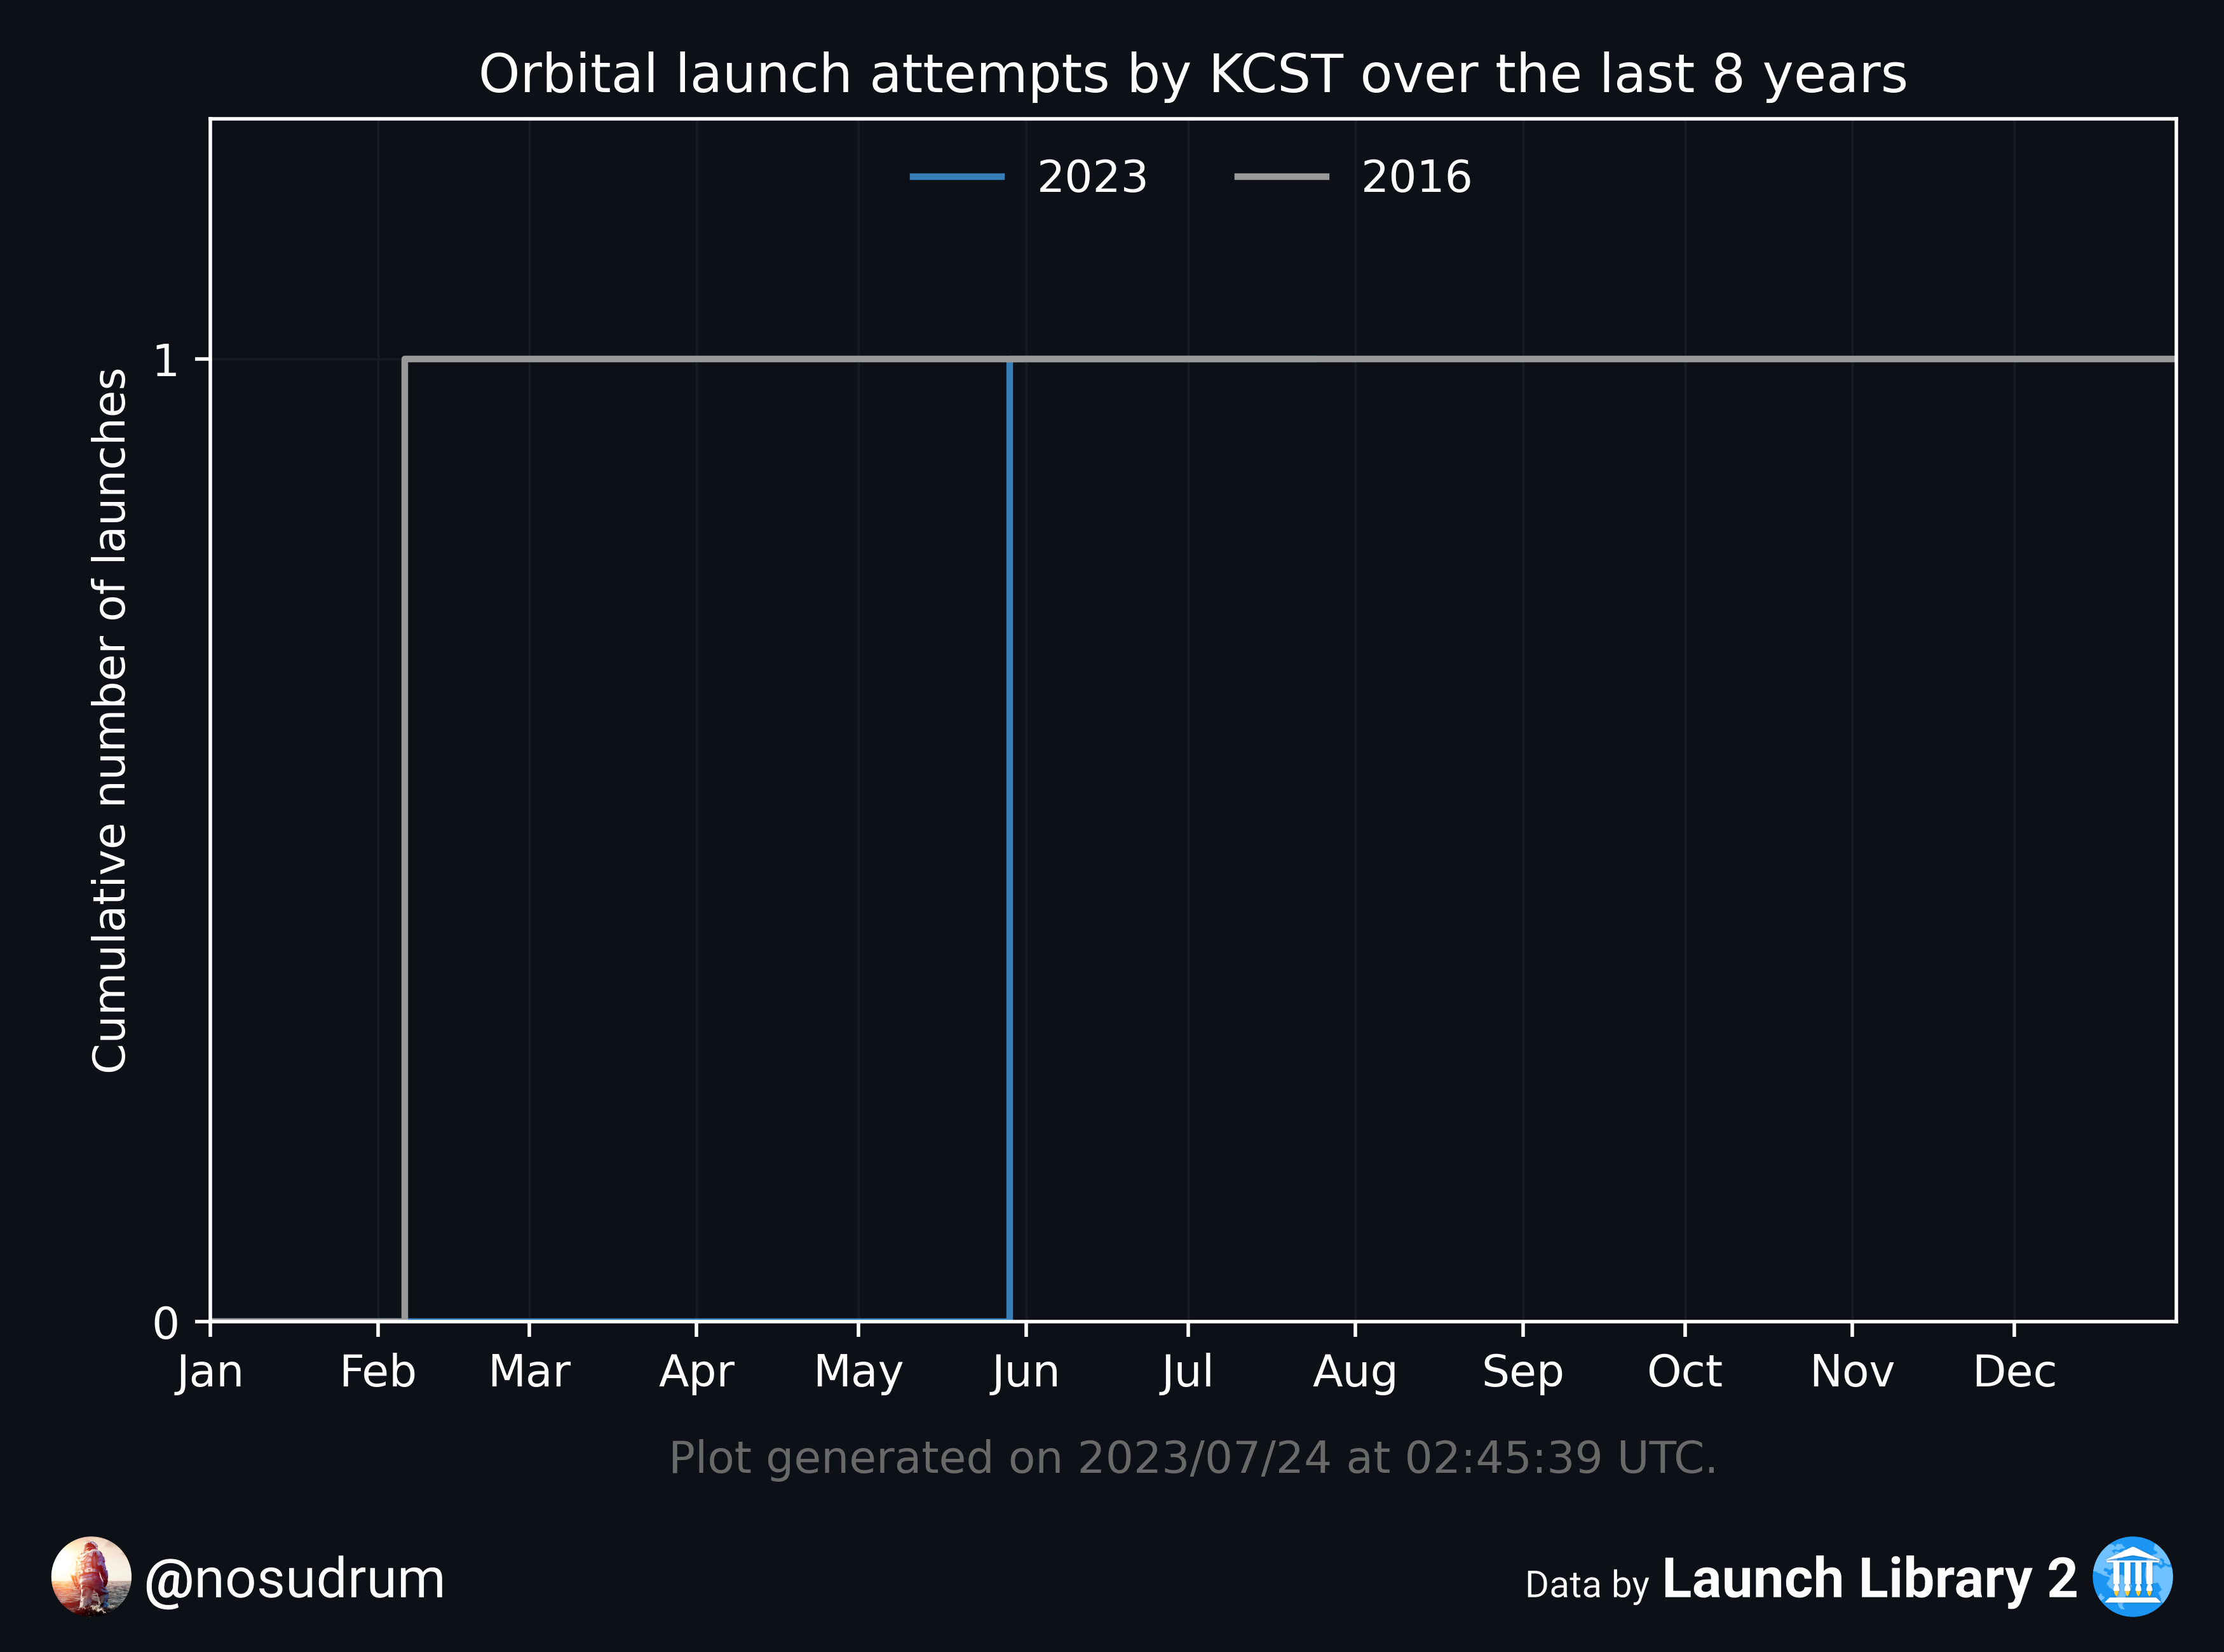 Orbital launch attempts by KCST over the last 8 years
2023 2016
Cumulative number of launches
1
0
Jan Feb Mar Apr May Jun Jul Aug Sep Oct Nov Dec
Plot generated on 2023/07/24 at 02:45:39 UTC.
@nosudrum
Data by Launch Library 2